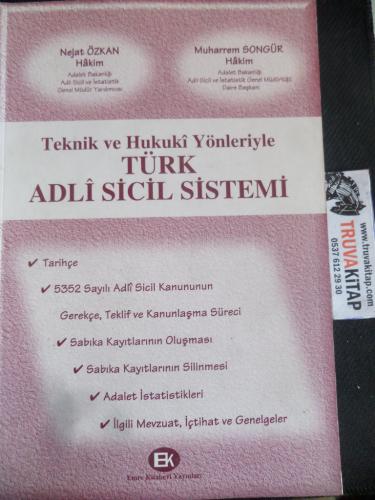 Nejat ÖZKAN
Hâkim
Adalet Bakanlığı
Adli Sicil ve İstatistik
Genel Müdür Yardımcısı
Muharrem SONGÜR
Hâkim
Adalet Bakanlığı
Adli Sicil ve İstatistik Genel Müdürlüğü
Daire Başkanı
Teknik ve Hukukî Yönleriyle
TÜRK
ADLÎ SİCİL SİSTEMİ
✓ Tarihçe
✓ 5352 Sayılı Adlî Sicil Kanununun
Gerekçe, Teklif ve Kanunlaşma Süreci
✓ Sabıka Kayıtlarının Oluşması
✓ Sabıka Kayıtlarının Silinmesi
✓ Adalet İstatistikleri
✓ İlgili Mevzuat, İçtihat ve Genelgeler
EK
Emre Kitabevi Yayınları
www.truvakitap.com
TRUVAKİTAP
0537 612 29 30